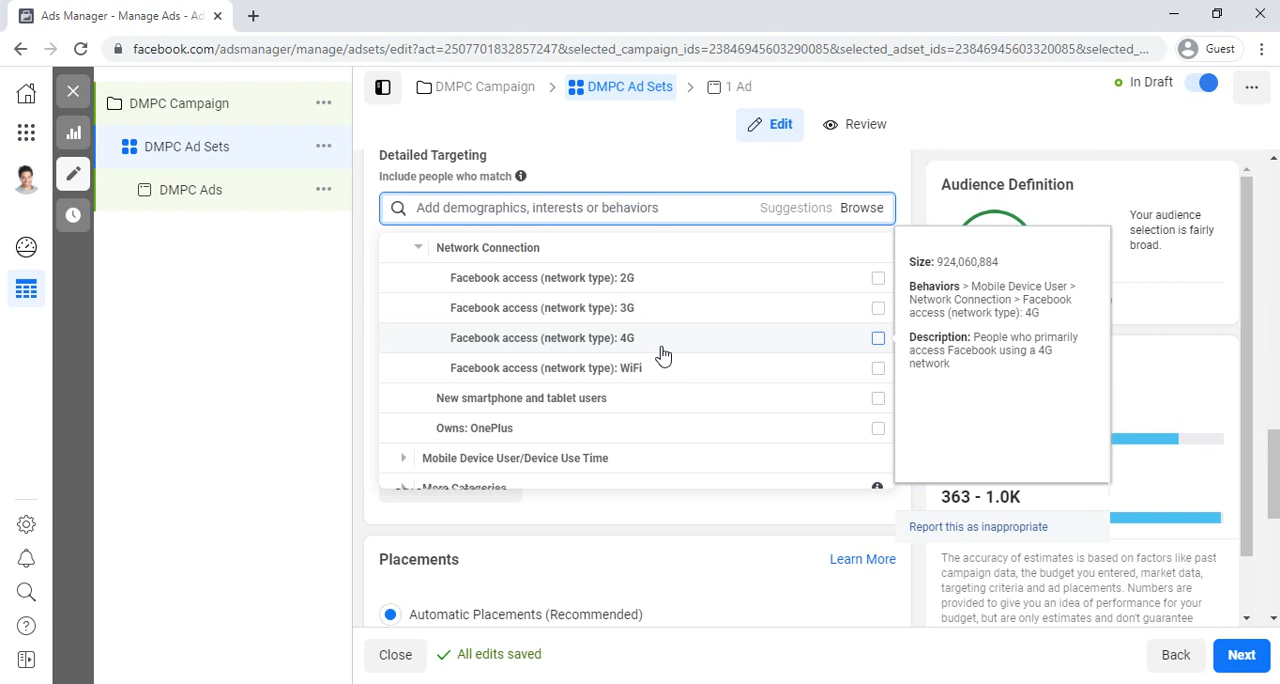 Ads Manager - Manage Ads - Ad
Guest
facebook.com/adsmanager/manage/adsets/edit?act=2507701832857247&selected_campaign_ids=23846945603290085&selected_adset_ids=23846945603320085&selected_...
DMPC Campaign
DMPC Ad Sets
DMPC Ads
DMPC Campaign
DMPC Ad Sets
1 Ad
In Draft
Edit
Review
Detailed Targeting
Include people who match
Add demographics, interests or behaviors
Suggestions
Browse
Network Connection
Facebook access (network type): 2G
Facebook access (network type): 3G
Facebook access (network type): 4G
Facebook access (network type): WiFi
New smartphone and tablet users
Owns: OnePlus
Mobile Device User/Device Use Time
More Categories
Audience Definition
Your audience
selection is fairly
broad.
Size: 924,060,884
Behaviors > Mobile Device User >
Network Connection > Facebook
access (network type): 4G
Description: People who primarily
access Facebook using a 4G
network
363 - 1.0K
Report this as inappropriate
The accuracy of estimates is based on factors like past
campaign data, the budget you entered, market data,
targeting criteria and ad placements. Numbers are
provided to give you an idea of performance for your
budget, but are only estimates and don't guarantee
Placements
Learn More
Automatic Placements (Recommended)
Close
All edits saved
Back
Next